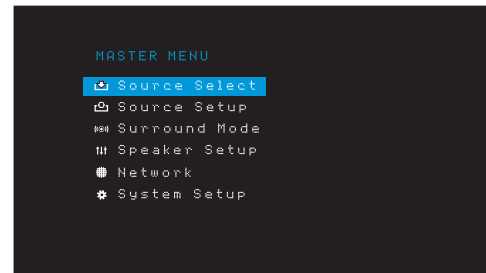 MASTER MENU
Source Select
Source Setup
Surround Mode
Speaker Setup
Network
System Setup